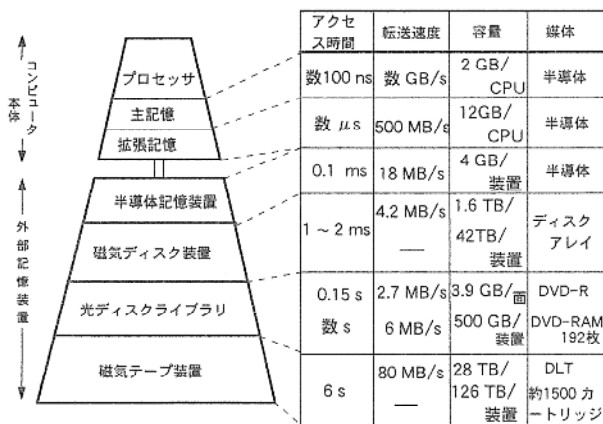 コンピュータ
本体
外部記憶装置
プロセッサ
主記憶
拡張記憶
半導体記憶装置
磁気ディスク装置
光ディスクライブラリ
磁気テープ装置
アクセ
ス時間
転送速度
容量
媒体
数100 ns
数 GB/s
2 GB/
CPU
半導体
数 μs
500 MB/s
12GB/
CPU
半導体
0.1 ms
18 MB/s
4 GB/
装置
半導体
1 ~ 2 ms
4.2 MB/s
—
1.6 TB/
42TB/
装置
ディスク
アレイ
0.15 s
数 s
2.7 MB/s
6 MB/s
3.9 GB/面
500 GB/
装置
DVD-R
DVD-RAM
192枚
6 s
80 MB/s
—
28 TB/
126 TB/
装置
DLT
約1500 カ
ートリッジ